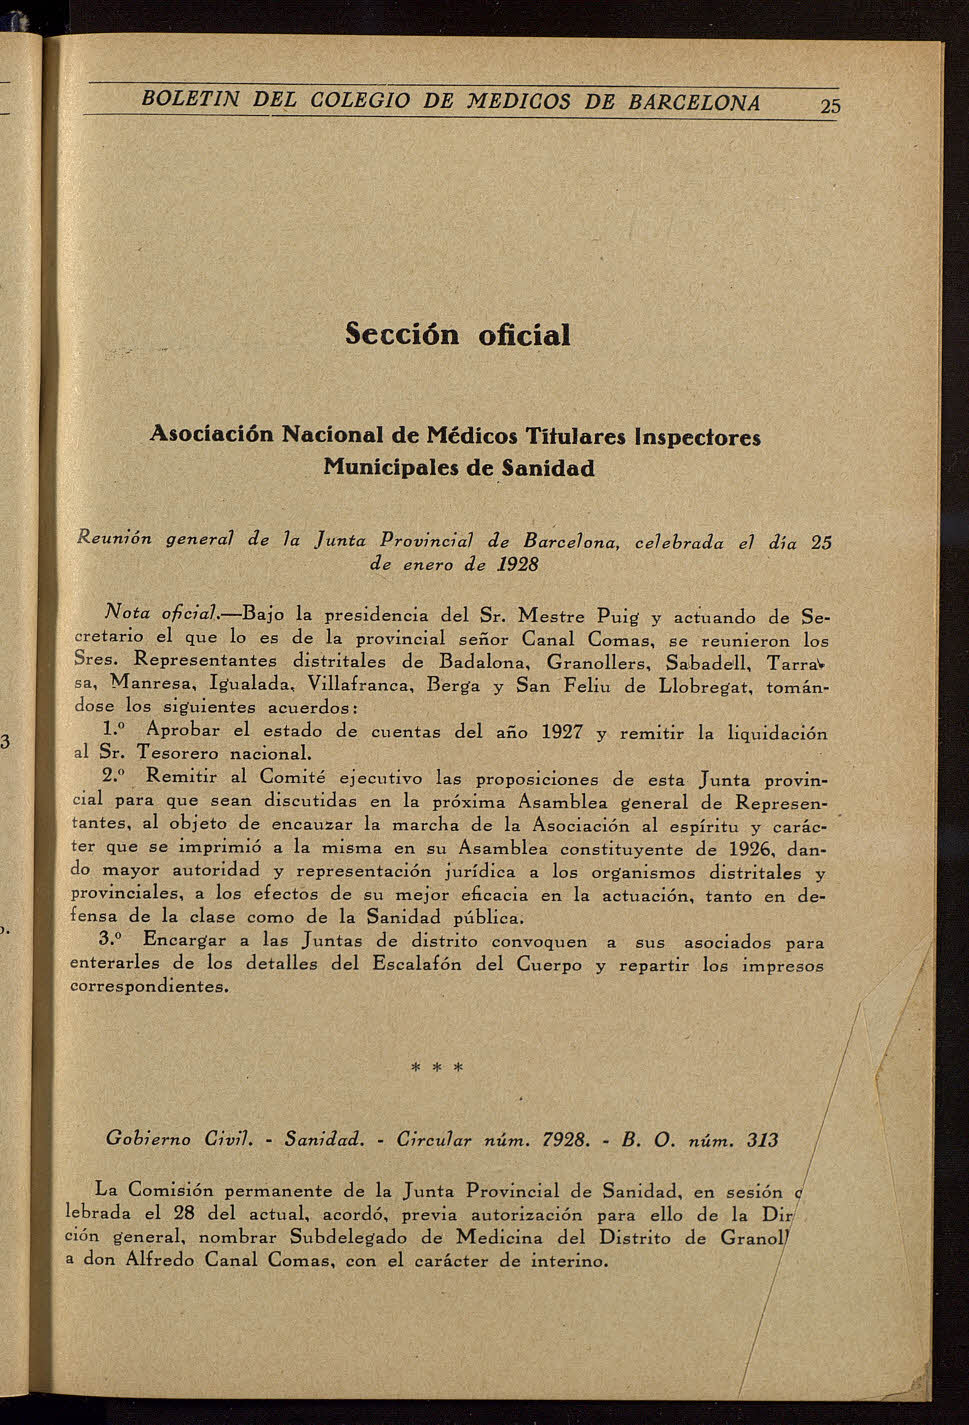 BOLETIN DEL COLEGIO DE MEDICOS DE BARCELONA 25
Sección oficial
Asociación Nacional de Médicos Titulares Inspectores
Municipales de Sanidad
Reunión general de la Junta Provincial de Barcelona, celebrada el día 25
de enero de 1928
Nota oficial.—Bajo la presidencia del Sr. Mestre Puig y actuando de Se-
cretario el que lo es de la provincial señor Canal Comas, se reunieron los
Sres. Representantes distritales de Badalona, Granollers, Sabadell, Tarra-
sa, Manresa, Igualada, Villafranca, Berga y San Feliu de Llobregat, tomán-
dose los siguientes acuerdos:
1.º Aprobar el estado de cuentas del año 1927 y remitir la liquidación
al Sr. Tesorero nacional.
2.º Remitir al Comité ejecutivo las proposiciones de esta Junta provin-
cial para que sean discutidas en la próxima Asamblea general de Represen-
tantes, al objeto de encauzar la marcha de la Asociación al espíritu y carác-
ter que se imprimió a la misma en su Asamblea constituyente de 1926, dan-
do mayor autoridad y representación jurídica a los organismos distritales y
provinciales, a los efectos de su mejor eficacia en la actuación, tanto en de-
fensa de la clase como de la Sanidad pública.
3.º Encargar a las Juntas de distrito convoquen a sus asociados para
enterarles de los detalles del Escalafón del Cuerpo y repartir los impresos
correspondientes.
* * *
Gobierno Civil. - Sanidad. - Circular núm. 7928. - B. O. núm. 313
La Comisión permanente de la Junta Provincial de Sanidad, en sesión
lebrada el 28 del actual, acordó, previa autorización para ello de la Dir
ción general, nombrar Subdelegado de Medicina del Distrito de Granoll
a don Alfredo Canal Comas, con el carácter de interino.